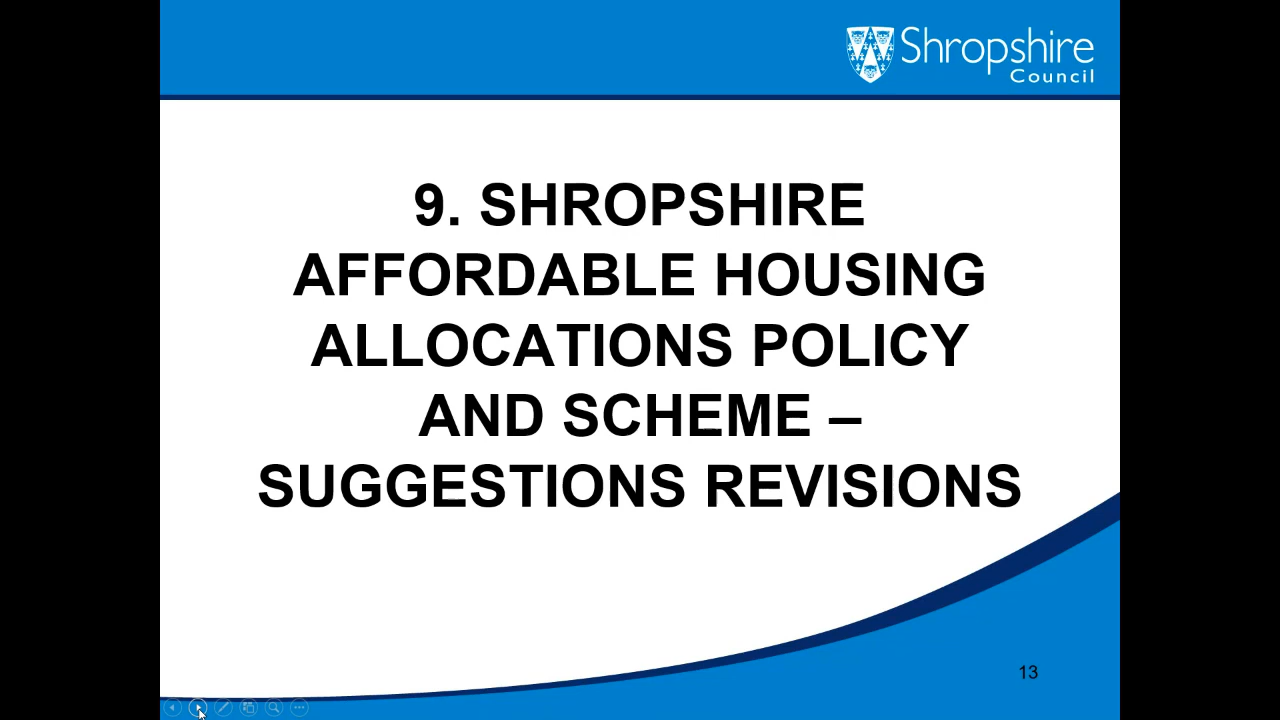 Shropshire
Council
9. SHROPSHIRE
AFFORDABLE HOUSING
ALLOCATIONS POLICY
AND SCHEME –
SUGGESTIONS REVISIONS
13